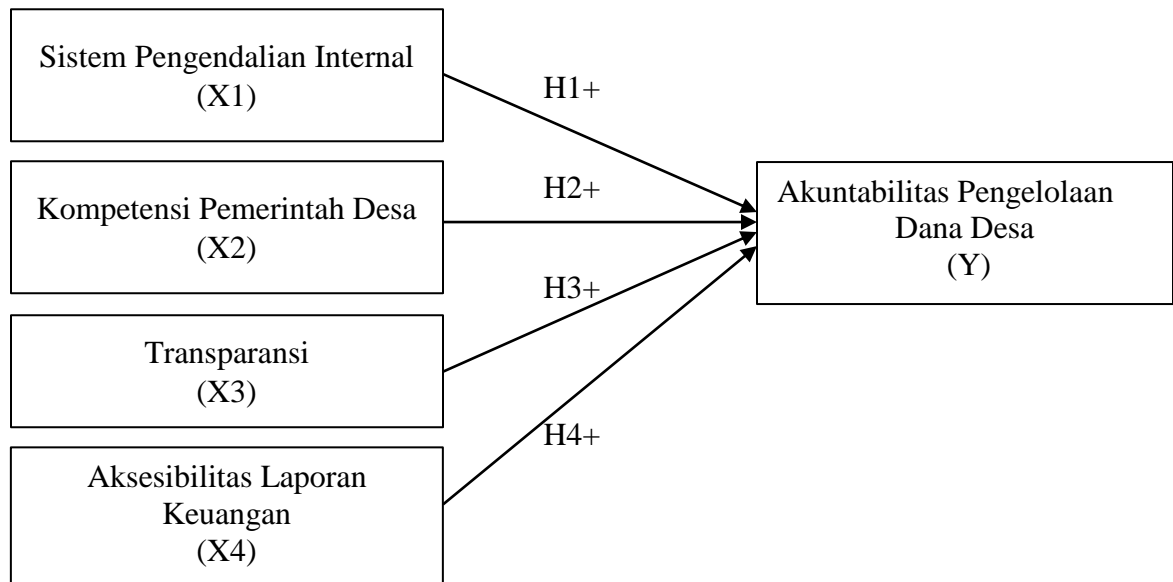 Sistem Pengendalian Internal
(X1)
H1+
Kompetensi Pemerintah Desa
(X2)
H2+
Akuntabilitas Pengelolaan
Dana Desa
(Y)
H3+
Transparansi
(X3)
H4+
Aksesibilitas Laporan
Keuangan
(X4)